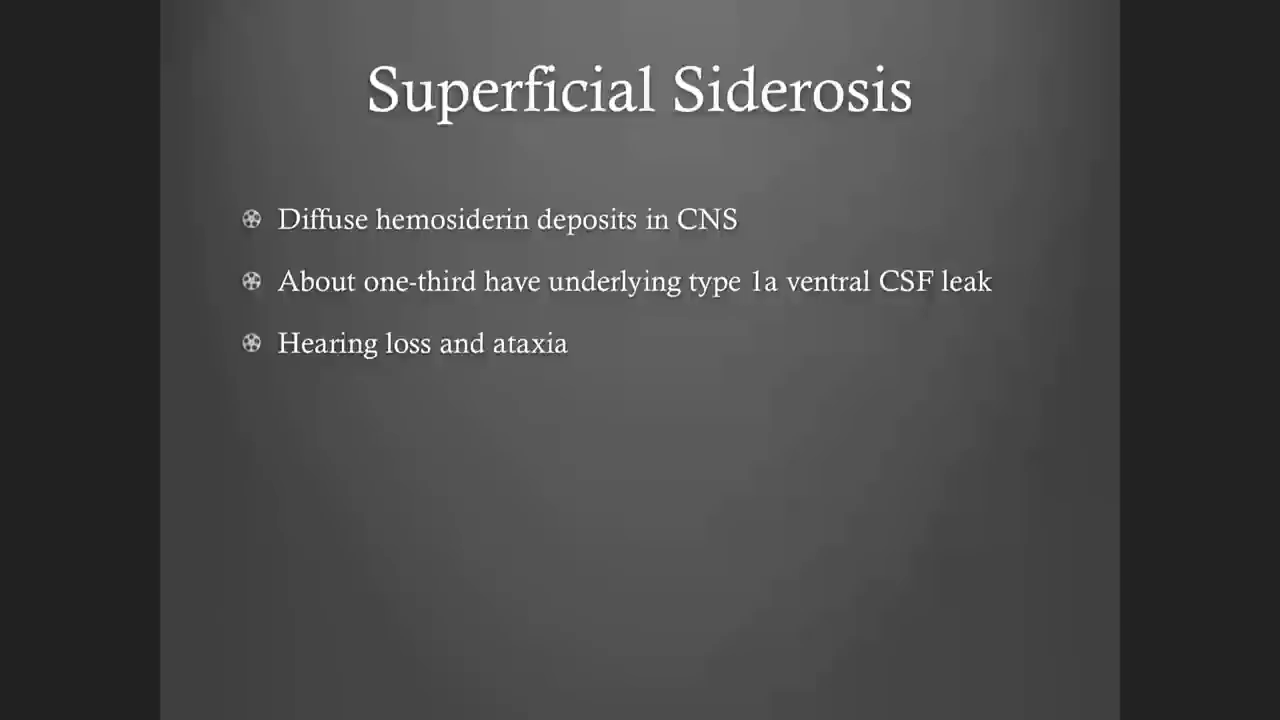 Superficial Siderosis
Diffuse hemosiderin deposits in CNS
About one-third have underlying type 1a ventral CSF leak
Hearing loss and ataxia